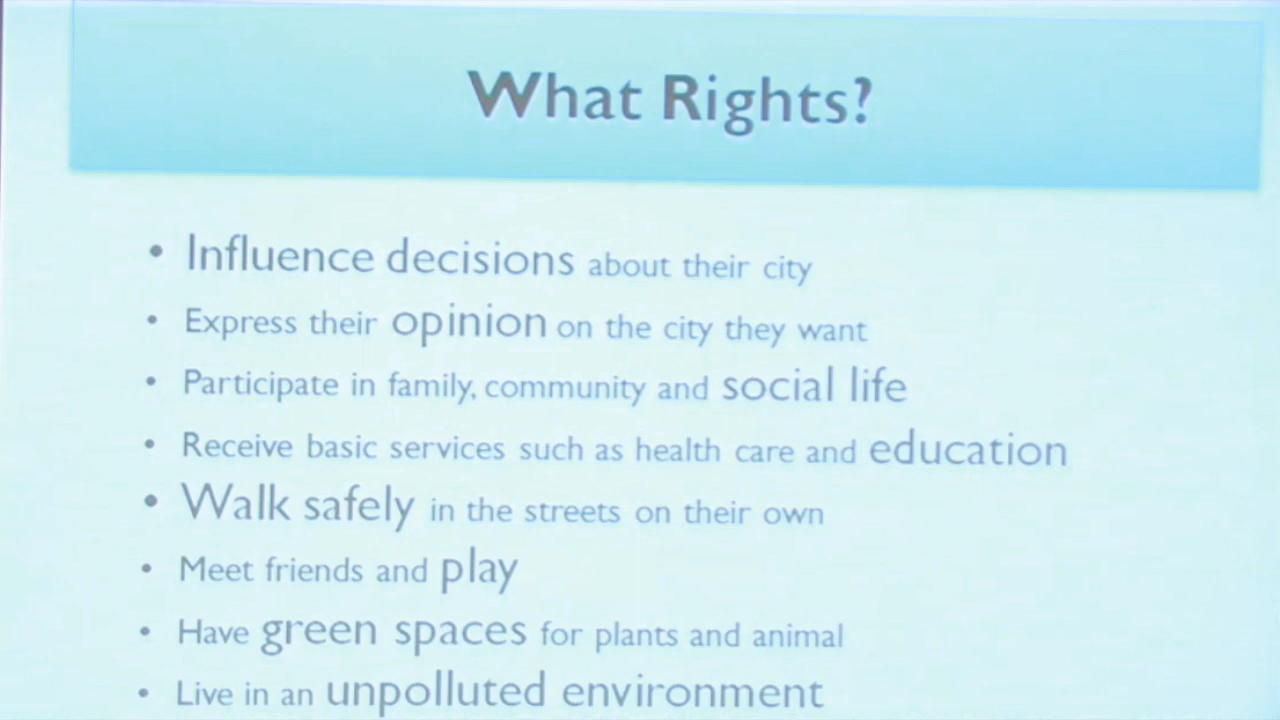 What Rights?
• Influence decisions about their city
• Express their opinion on the city they want
• Participate in family, community and social life
• Receive basic services such as health care and education
• Walk safely in the streets on their own
• Meet friends and play
• Have green spaces for plants and animal
• Live in an unpolluted environment